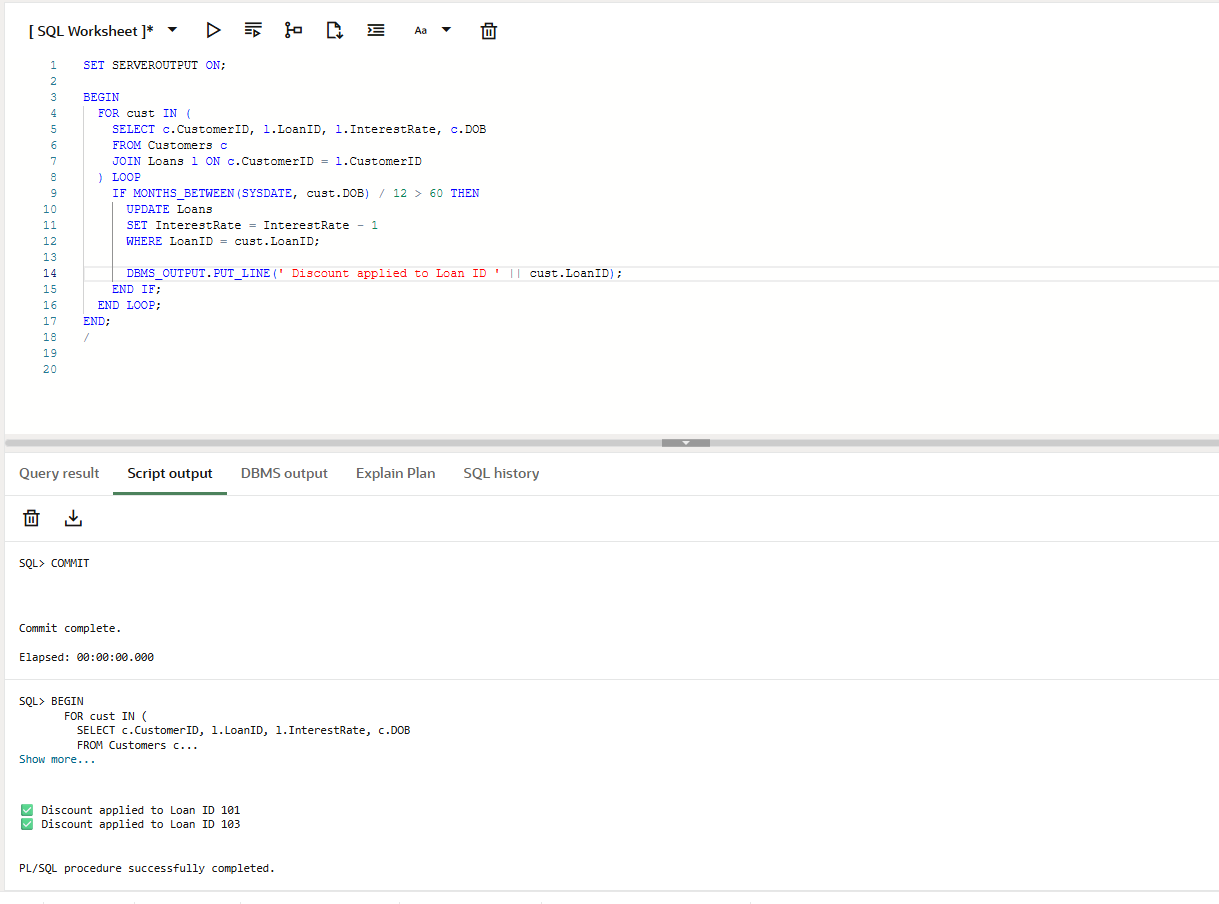 [ SQL Worksheet ]* Aa
1 SET SERVEROUTPUT ON;
2
3 BEGIN
4   FOR cust IN (
5     SELECT c.CustomerID, l.LoanID, l.InterestRate, c.DOB
6     FROM Customers c
7     JOIN Loans l ON c.CustomerID = l.CustomerID
8   ) LOOP
9     IF MONTHS_BETWEEN(SYSDATE, cust.DOB) / 12 > 60 THEN
10       UPDATE Loans
11       SET InterestRate = InterestRate - 1
12       WHERE LoanID = cust.LoanID;
13
14       DBMS_OUTPUT.PUT_LINE(' Discount applied to Loan ID ' || cust.LoanID);
15     END IF;
16   END LOOP;
17 END;
18 /
19
20
Query result Script output DBMS output Explain Plan SQL history
SQL> COMMIT
Commit complete.
Elapsed: 00:00:00.000
SQL> BEGIN
FOR cust IN (
SELECT c.CustomerID, l.LoanID, l.InterestRate, c.DOB
FROM Customers c...
Show more...
✅ Discount applied to Loan ID 101
✅ Discount applied to Loan ID 103
PL/SQL procedure successfully completed.